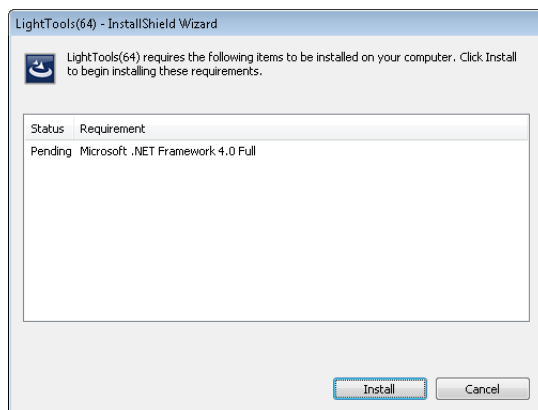 LightTools(64) - InstallShield Wizard
LightTools(64) requires the following items to be installed on your computer. Click Install
to begin installing these requirements.
Status Requirement
Pending Microsoft .NET Framework 4.0 Full
Install Cancel